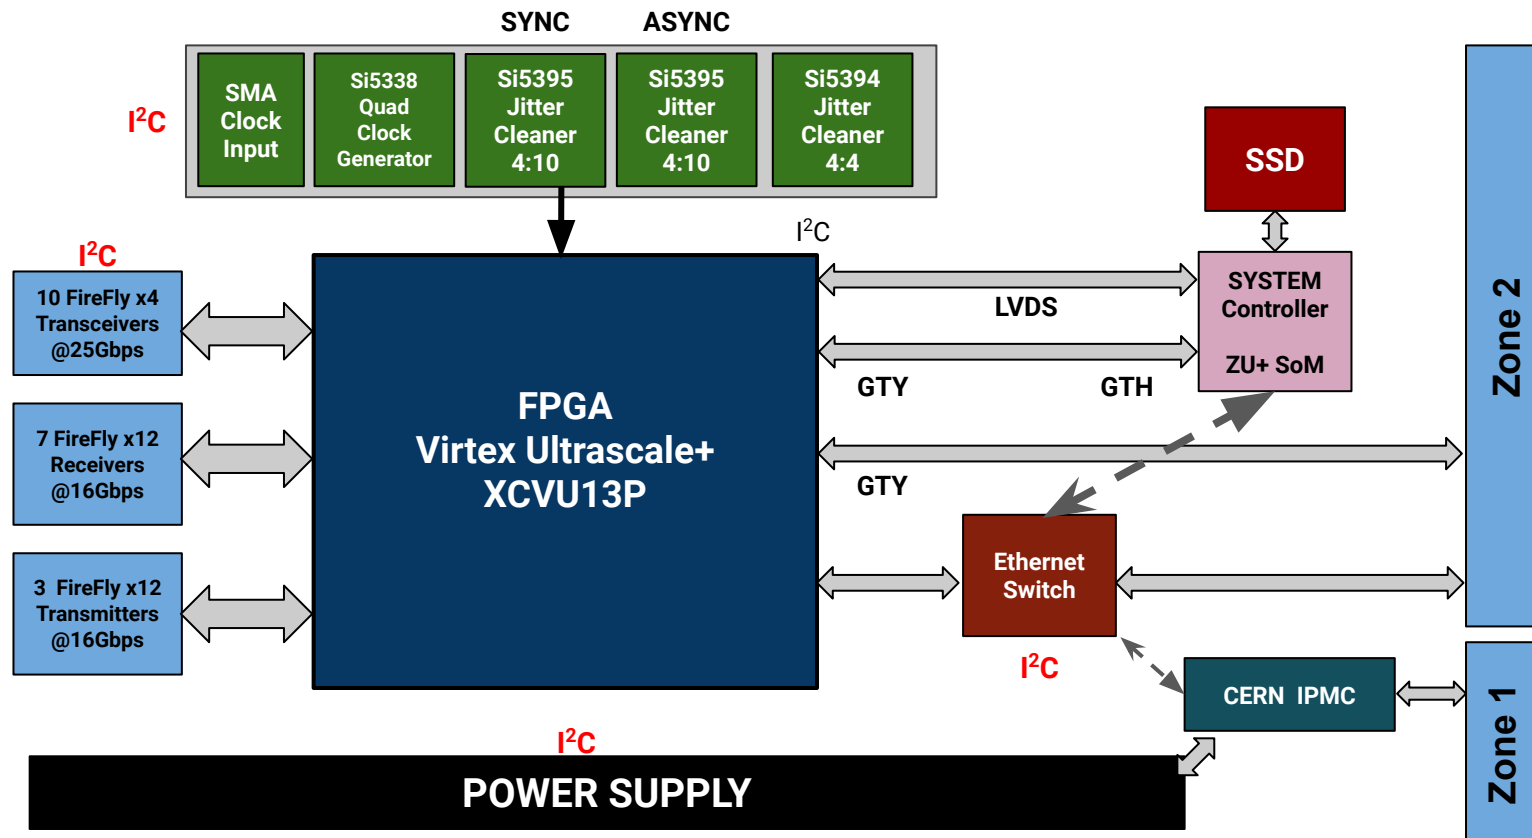 SYNC
ASYNC
I²C
SMA
Clock
Input
Si5338
Quad
Clock
Generator
Si5395
Jitter
Cleaner
4:10
Si5395
Jitter
Cleaner
4:10
Si5394
Jitter
Cleaner
4:4
SSD
I²C
I²C
10 FireFly x4
Transceivers
@25Gbps
7 FireFly x12
Receivers
@16Gbps
3 FireFly x12
Transmitters
@16Gbps
FPGA
Virtex Ultrascale+
XCVU13P
LVDS
GTY
GTH
GTY
SYSTEM
Controller
ZU+ SoM
Zone 2
Ethernet
Switch
I²C
CERN IPMC
Zone 1
I²C
POWER SUPPLY